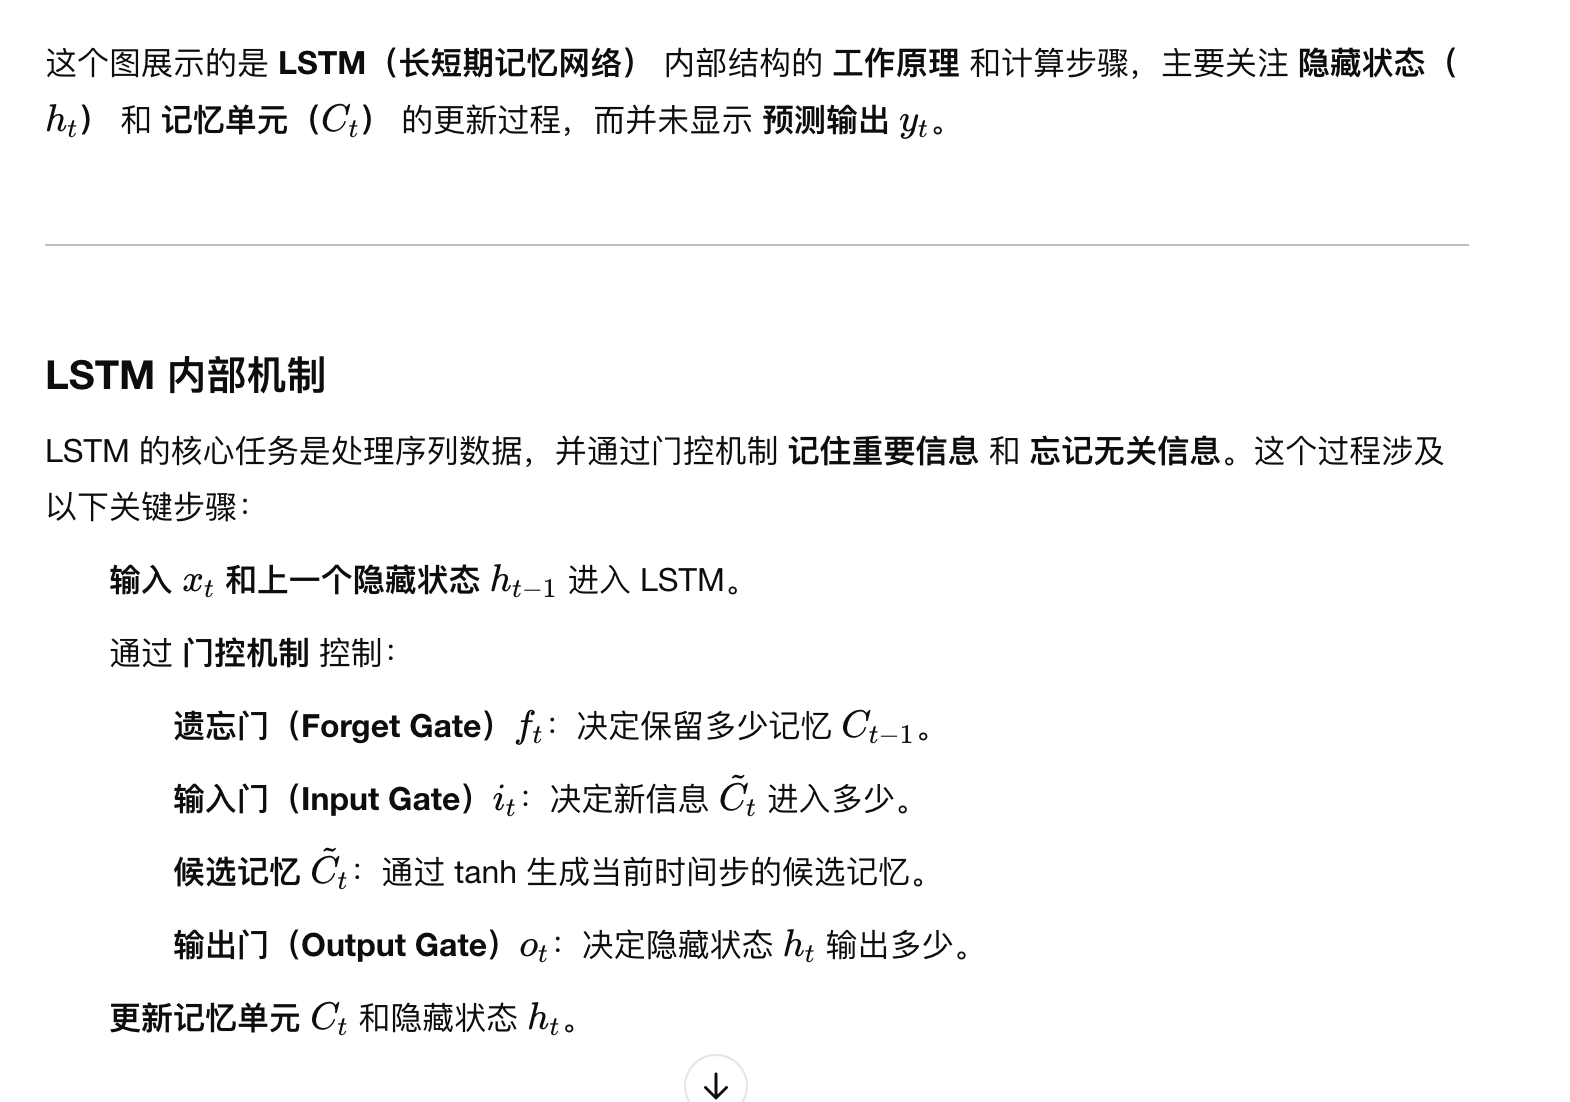 这个图展示的是 LSTM（长短期记忆网络） 内部结构的 工作原理 和计算步骤，主要关注 隐藏状态（
h_t） 和 记忆单元（C_t） 的更新过程，而并未显示 预测输出 y_t。
LSTM 内部机制
LSTM 的核心任务是处理序列数据，并通过门控机制 记住重要信息 和 忘记无关信息。这个过程涉及
以下关键步骤：
输入 x_t 和上一个隐藏状态 h_{t−1} 进入 LSTM。
通过 门控机制 控制：
遗忘门（Forget Gate）f_t：决定保留多少记忆 C_{t−1}。
输入门（Input Gate）i_t：决定新信息 C̃_t 进入多少。
候选记忆 C̃_t：通过 tanh 生成当前时间步的候选记忆。
输出门（Output Gate）o_t：决定隐藏状态 h_t 输出多少。
更新记忆单元 C_t 和隐藏状态 h_t。